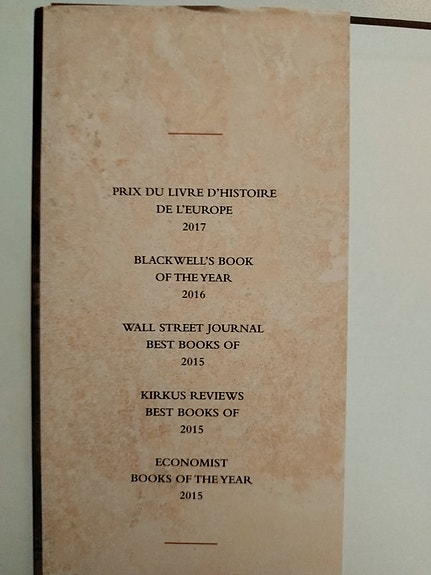 PRIX DU LIVRE D'HISTOIRE
DE L'EUROPE
2017
BLACKWELL'S BOOK
OF THE YEAR
2016
WALL STREET JOURNAL
BEST BOOKS OF
2015
KIRKUS REVIEWS
BEST BOOKS OF
2015
ECONOMIST
BOOKS OF THE YEAR
2015